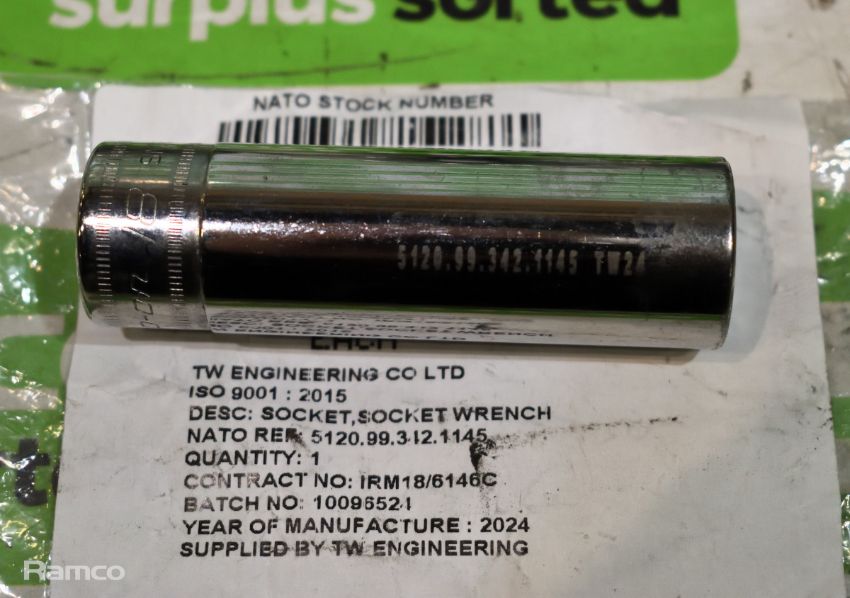 surplus sorted
NATO STOCK NUMBER
5120.99.342.1145 TW24
EACH
TW ENGINEERING CO LTD
ISO 9001 : 2015
DESC: SOCKET,SOCKET WRENCH
NATO REF: 5120.99.342.1145
QUANTITY: 1
CONTRACT NO: IRM18/6146C
BATCH NO: 10096524
YEAR OF MANUFACTURE : 2024
SUPPLIED BY TW ENGINEERING
Ramco